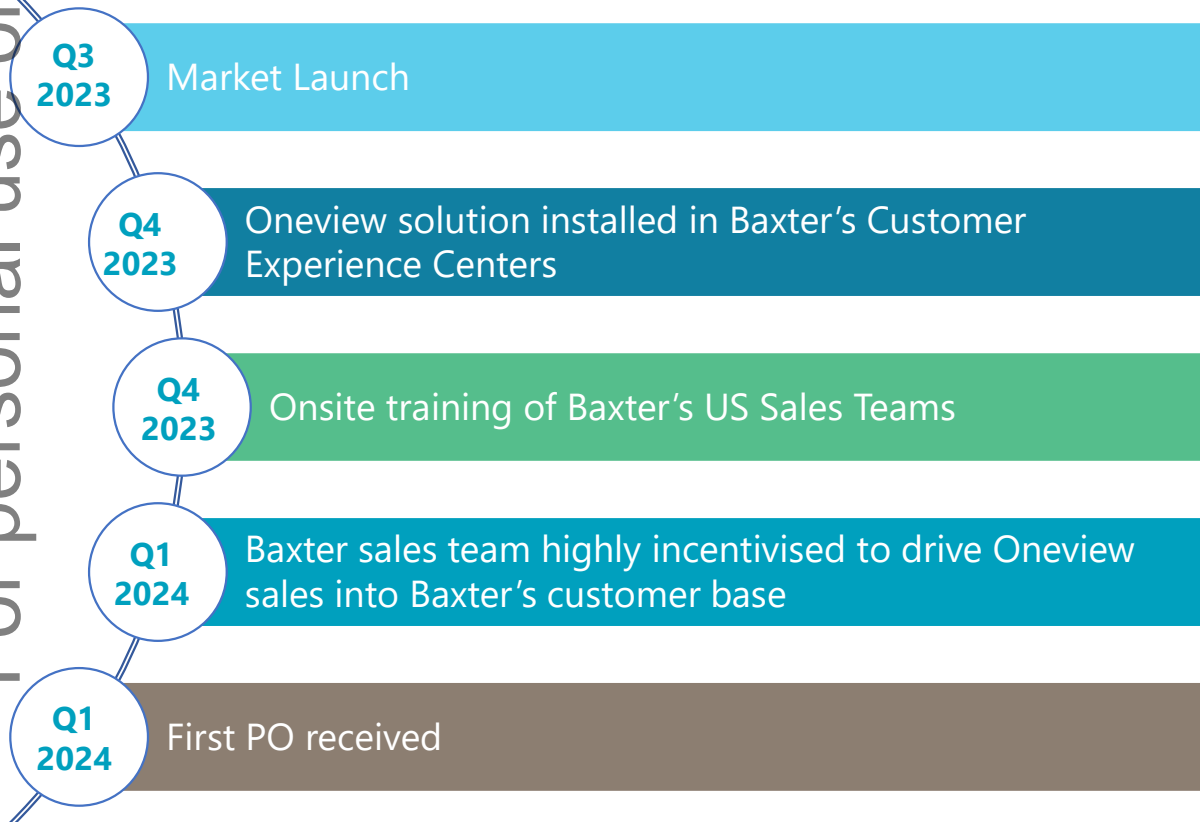 Q3
2023
Market Launch
Q4
2023
Oneview solution installed in Baxter’s Customer
Experience Centers
Q4
2023
Onsite training of Baxter’s US Sales Teams
Q1
2024
Baxter sales team highly incentivised to drive Oneview
sales into Baxter’s customer base
Q1
2024
First PO received
personal use